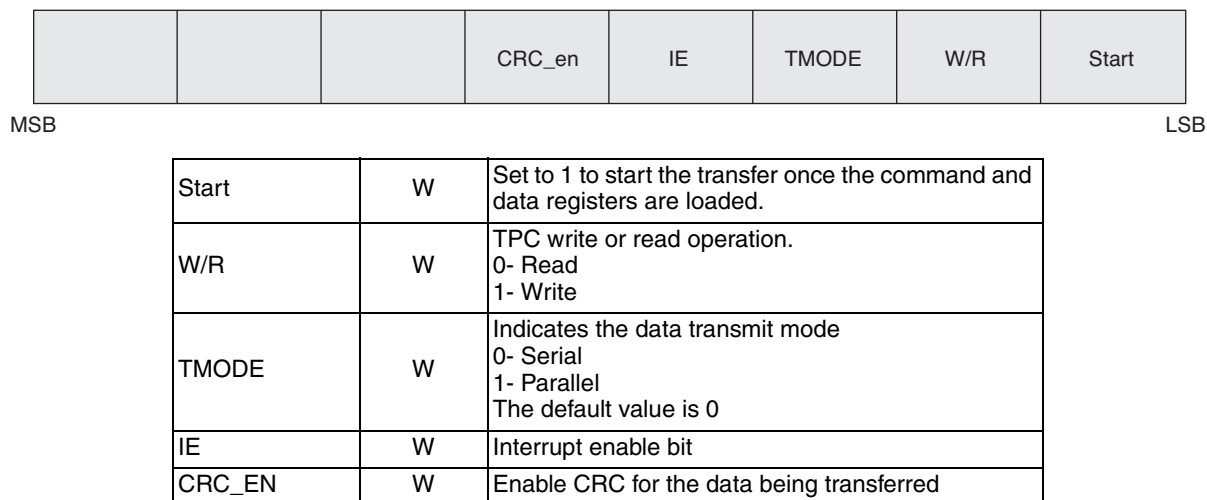 CRC_en IE TMODE W/R Start
MSB LSB
Start W Set to 1 to start the transfer once the command and
data registers are loaded.
W/R W TPC write or read operation.
0- Read
1- Write
TMODE W Indicates the data transmit mode
0- Serial
1- Parallel
The default value is 0
IE W Interrupt enable bit
CRC_EN W Enable CRC for the data being transferred